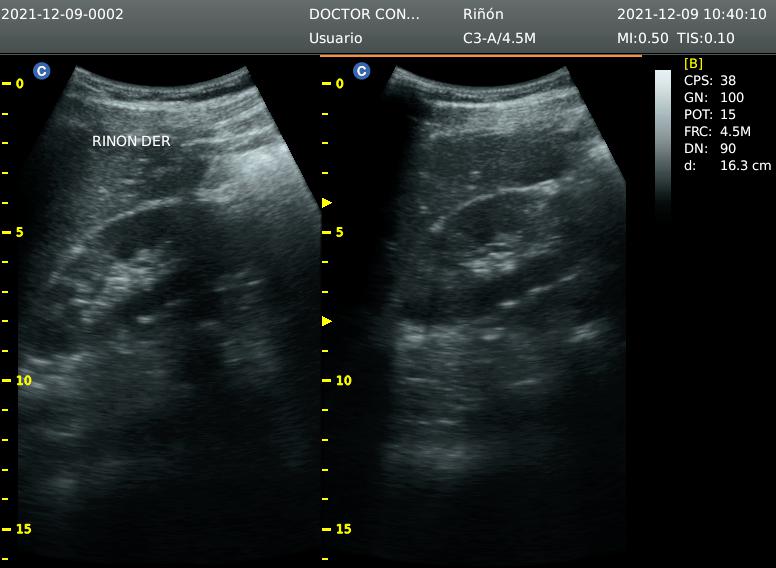 2021-12-09-0002 DOCTOR CON... Riñón 2021-12-09 10:40:10
Usuario C3-A/4.5M MI:0.50 TIS:0.10
[B]
CPS: 38
GN: 100
POT: 15
FRC: 4.5M
DN: 90
d: 16.3 cm
C
C
RINON DER
0
5
10
15
0
5
10
15